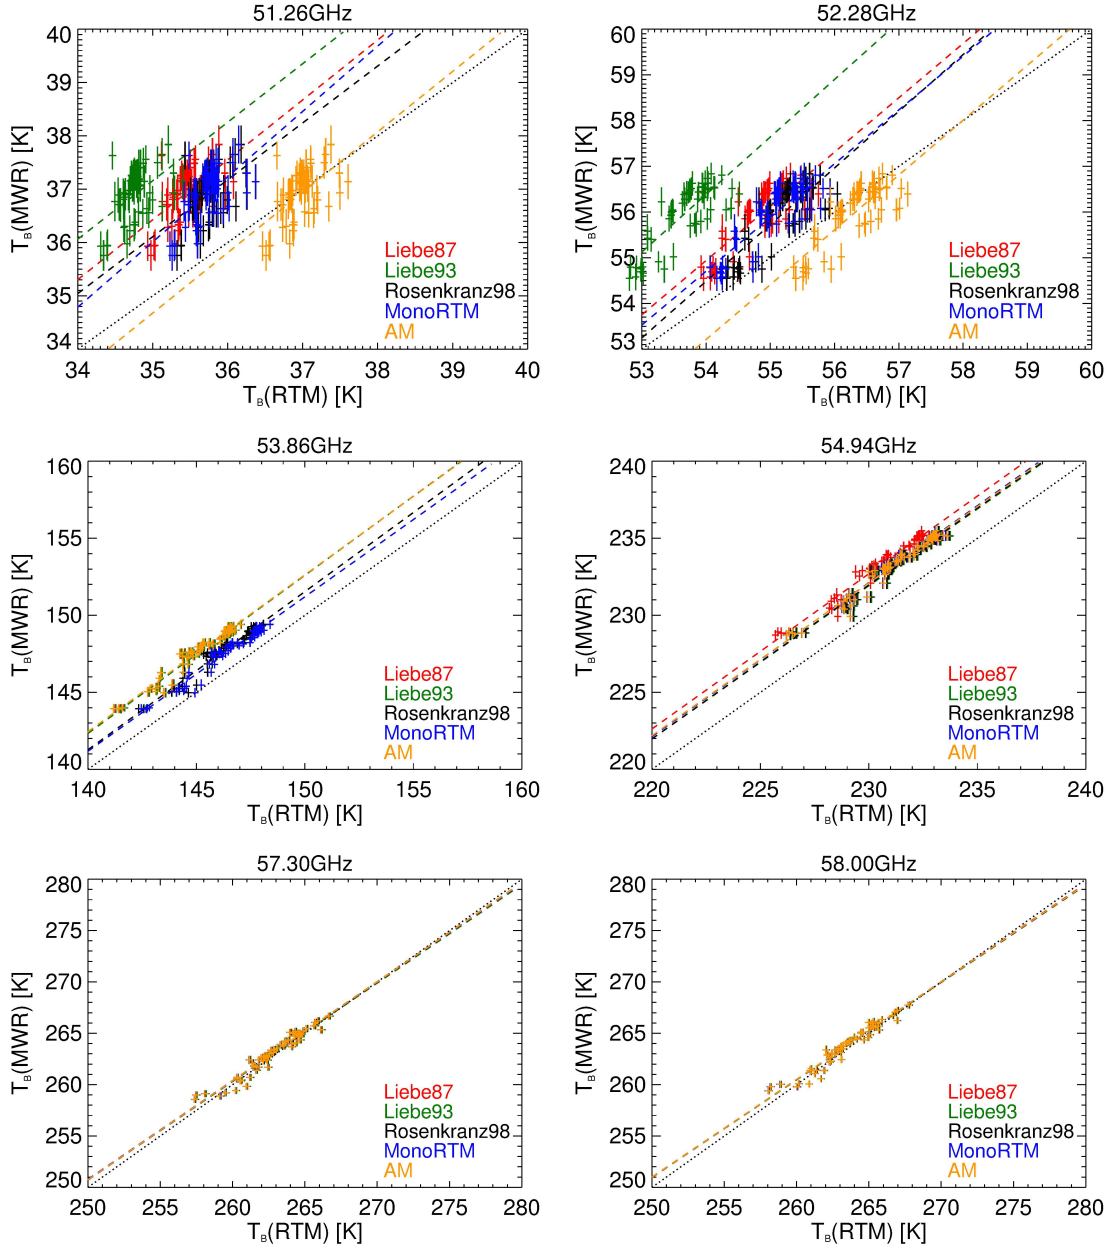 51.26GHz
40
39
38
37
36
35
34
T_B(MWR) [K]
34 35 36 37 38 39 40
T_B(RTM) [K]
Liebe87
Liebe93
Rosenkranz98
MonoRTM
AM
52.28GHz
60
59
58
57
56
55
54
53
T_B(MWR) [K]
53 54 55 56 57 58 59 60
T_B(RTM) [K]
Liebe87
Liebe93
Rosenkranz98
MonoRTM
AM
53.86GHz
160
155
150
145
140
T_B(MWR) [K]
140 145 150 155 160
T_B(RTM) [K]
Liebe87
Liebe93
Rosenkranz98
MonoRTM
AM
54.94GHz
240
235
230
225
220
T_B(MWR) [K]
220 225 230 235 240
T_B(RTM) [K]
Liebe87
Liebe93
Rosenkranz98
MonoRTM
AM
57.30GHz
280
275
270
265
260
255
250
T_B(MWR) [K]
250 255 260 265 270 275 280
T_B(RTM) [K]
Liebe87
Liebe93
Rosenkranz98
MonoRTM
AM
58.00GHz
280
275
270
265
260
255
250
T_B(MWR) [K]
250 255 260 265 270 275 280
T_B(RTM) [K]
Liebe87
Liebe93
Rosenkranz98
MonoRTM
AM